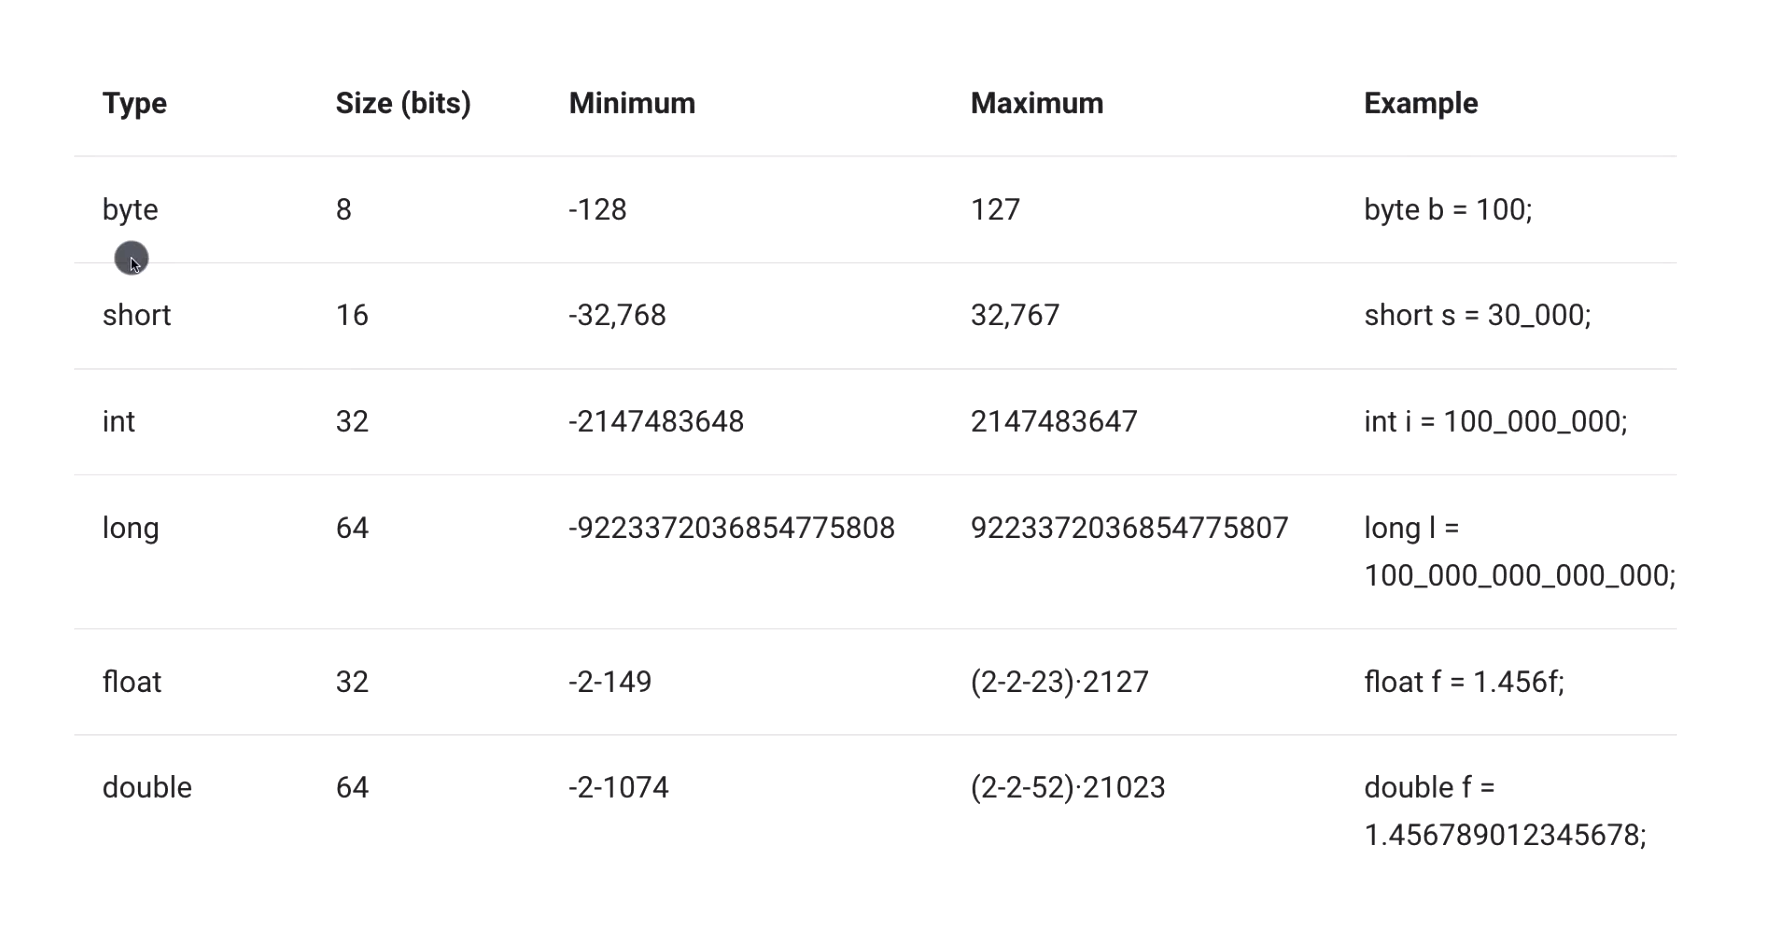 Type Size (bits) Minimum Maximum Example
byte 8 -128 127 byte b = 100;
short 16 -32,768 32,767 short s = 30_000;
int 32 -2147483648 2147483647 int i = 100_000_000;
long 64 -9223372036854775808 9223372036854775807 long l =
100_000_000_000_000;
float 32 -2-149 (2-2-23)·2127 float f = 1.456f;
double 64 -2-1074 (2-2-52)·21023 double f =
1.456789012345678;